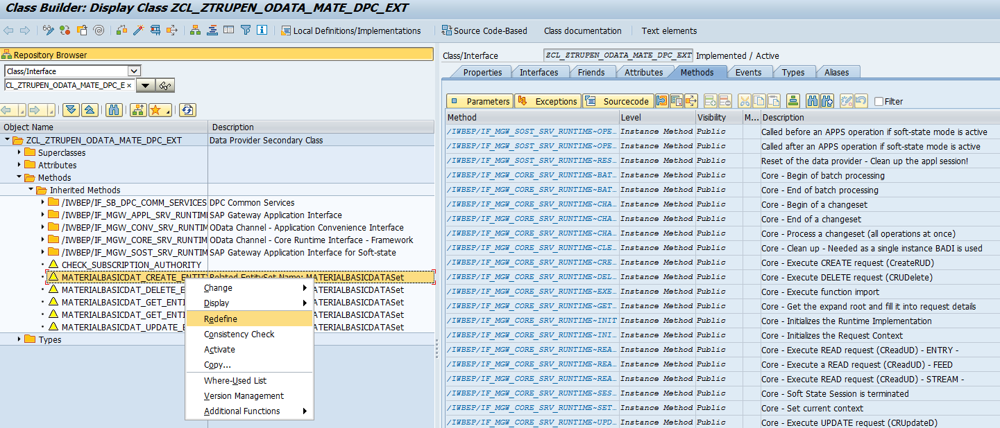 Class Builder: Display Class ZCL_ZTRUPEN_ODATA_MATE_DPC_EXT
Local Definitions/Implementations Source Code-Based Class documentation Text elements
Repository Browser
Class/Interface
CL_ZTRUPEN_ODATA_MATE_DPC_E
Object Name Description
ZCL_ZTRUPEN_ODATA_MATE_DPC_EXT Data Provider Secondary Class
Superclasses
Attributes
Methods
Inherited Methods
/IWBEP/IF_SB_DPC_COMM_SERVICES DPC Common Services
/IWBEP/IF_MGW_APPL_SRV_RUNTIM SAP Gateway Application Interface
/IWBEP/IF_MGW_CONV_SRV_RUNTIM OData Channel - Application Convenience Interface
/IWBEP/IF_MGW_CORE_SRV_RUNTIM OData Channel - Core Runtime Interface - Framework
/IWBEP/IF_MGW_SOST_SRV_RUNTIM SAP Gateway Application Interface for Soft-state
CHECK_SUBSCRIPTION_AUTHORITY
MATERIALBASICDAT_CREATE_ENTITY Related EntitySet Name: MATERIALBASICDATASet
MATERIALBASICDAT_DELETE_E MATERIALBASICDATASet
MATERIALBASICDAT_GET_ENTI MATERIALBASICDATASet
MATERIALBASICDAT_GET_ENTI MATERIALBASICDATASet
MATERIALBASICDAT_UPDATE_E MATERIALBASICDATASet
Types
Change
Display
Redefine
Consistency Check
Activate
Copy...
Where-Used List
Version Management
Additional Functions
Class/Interface ZCL_ZTRUPEN_ODATA_MATE_DPC_EXT Implemented / Active
Properties Interfaces Friends Attributes Methods Events Types Aliases
Parameters Exceptions Sourcecode Filter
Method Level Visibility M... Description
/IWBEP/IF_MGW_SOST_SRV_RUNTIME~OPE... Instance Method Public Called before an APPS operation if soft-state mode is active
/IWBEP/IF_MGW_SOST_SRV_RUNTIME~OPE... Instance Method Public Called after an APPS operation if soft-state mode is active
/IWBEP/IF_MGW_SOST_SRV_RUNTIME~RES... Instance Method Public Reset of the data provider - Clean up the appl session!
/IWBEP/IF_MGW_CORE_SRV_RUNTIME~BAT... Instance Method Public Core - Begin of batch processing
/IWBEP/IF_MGW_CORE_SRV_RUNTIME~BAT... Instance Method Public Core - End of batch processing
/IWBEP/IF_MGW_CORE_SRV_RUNTIME~CHA... Instance Method Public Core - Begin of a changeset
/IWBEP/IF_MGW_CORE_SRV_RUNTIME~CHA... Instance Method Public Core - End of a changeset
/IWBEP/IF_MGW_CORE_SRV_RUNTIME~CHA... Instance Method Public Core - Process a changeset (all operations at once)
/IWBEP/IF_MGW_CORE_SRV_RUNTIME~CLE... Instance Method Public Core - Clean up - Needed as a single instance BADI is used
/IWBEP/IF_MGW_CORE_SRV_RUNTIME~CRE... Instance Method Public Core - Execute CREATE request (CreateRUD)
/IWBEP/IF_MGW_CORE_SRV_RUNTIME~DEL... Instance Method Public Core - Execute DELETE request (CRUDelete)
/IWBEP/IF_MGW_CORE_SRV_RUNTIME~EXE... Instance Method Public Core - Execute function import
/IWBEP/IF_MGW_CORE_SRV_RUNTIME~GET... Instance Method Public Core - Get the expand root and fill it into request details
/IWBEP/IF_MGW_CORE_SRV_RUNTIME~INIT Instance Method Public Core - Initializes the Runtime Implementation
/IWBEP/IF_MGW_CORE_SRV_RUNTIME~INI... Instance Method Public Core - Initializes the Request Context
/IWBEP/IF_MGW_CORE_SRV_RUNTIME~REA... Instance Method Public Core - Execute READ request (CReadUD) - ENTRY -
/IWBEP/IF_MGW_CORE_SRV_RUNTIME~REA... Instance Method Public Core - Execute a READ request (CReadUD) - FEED
/IWBEP/IF_MGW_CORE_SRV_RUNTIME~REA... Instance Method Public Core - Execute READ request (CReadUD) - STREAM -
/IWBEP/IF_MGW_CORE_SRV_RUNTIME~SES... Instance Method Public Core - Soft State Session is terminated
/IWBEP/IF_MGW_CORE_SRV_RUNTIME~SET... Instance Method Public Core - Set current context
/IWBEP/IF_MGW_CORE_SRV_RUNTIME~UPD... Instance Method Public Core - Execute UPDATE request (CRUpdateD)